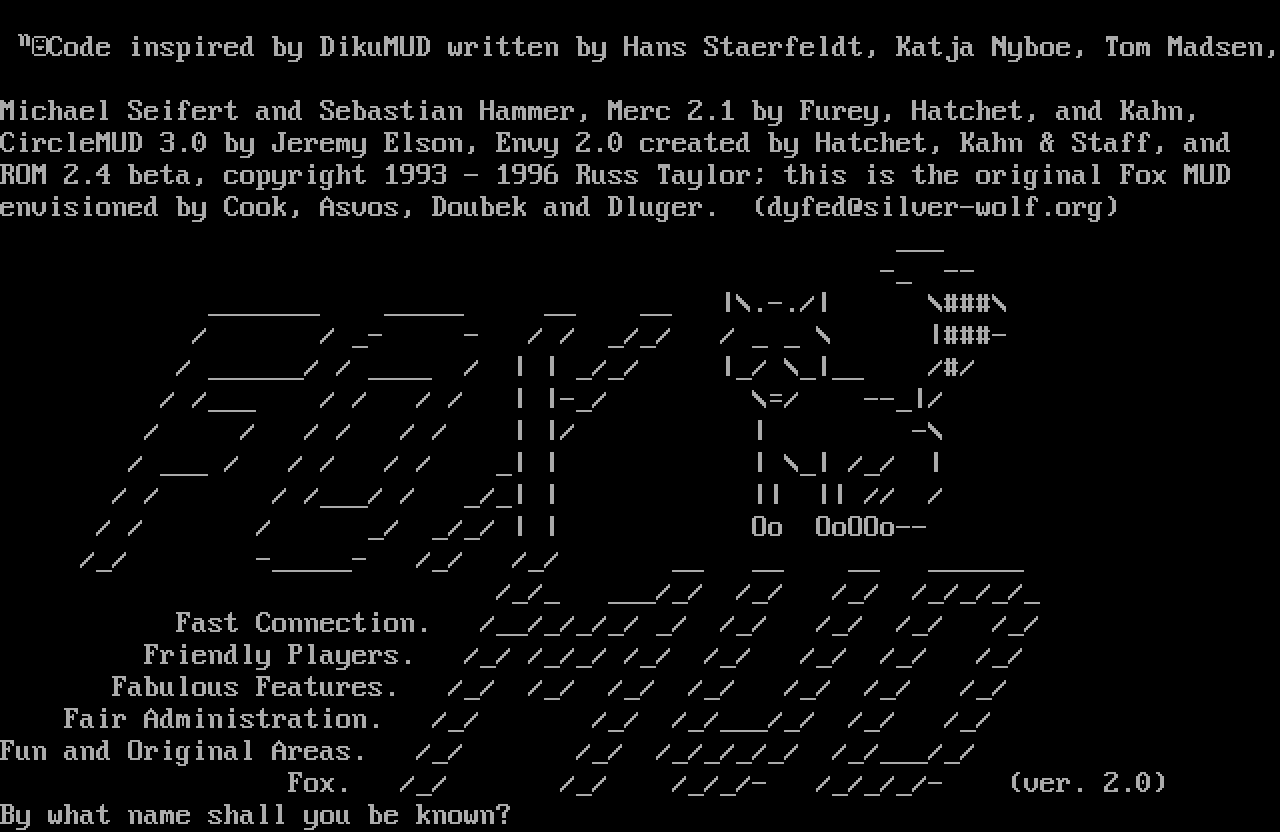 Code inspired by DikuMUD written by Hans Staerfeldt, Katja Nyboe, Tom Madsen,
Michael Seifert and Sebastian Hammer, Merc 2.1 by Furey, Hatchet, and Kahn,
CircleMUD 3.0 by Jeremy Elson, Envy 2.0 created by Hatchet, Kahn & Staff, and
ROM 2.4 beta, copyright 1993 - 1996 Russ Taylor; this is the original Fox MUD
envisioned by Cook, Asvos, Doubek and Dluger.  (dyfed@silver-wolf.org)
FOX
MUD
Fast Connection.
Friendly Players.
Fabulous Features.
Fair Administration.
Fun and Original Areas.
Fox.
(ver. 2.0)
By what name shall you be known?